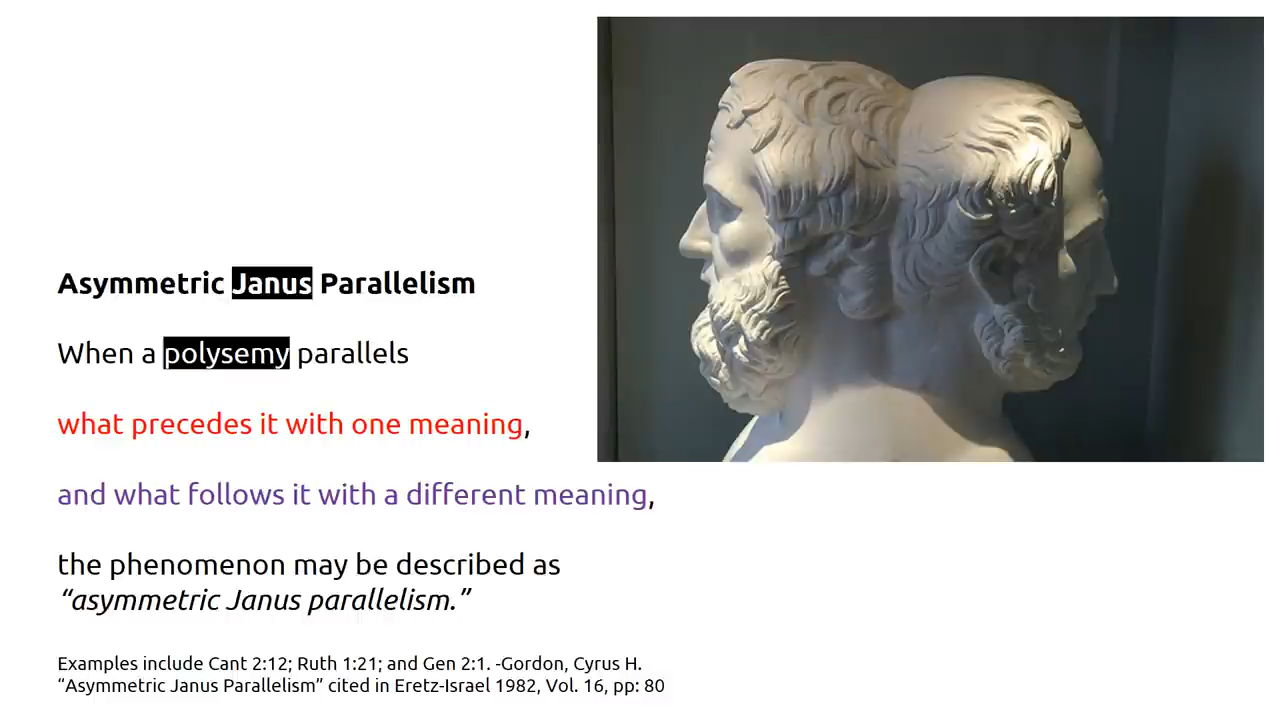 Asymmetric Janus Parallelism
When a polysemy parallels
what precedes it with one meaning,
and what follows it with a different meaning,
the phenomenon may be described as
“asymmetric Janus parallelism.”
Examples include Cant 2:12; Ruth 1:21; and Gen 2:1. -Gordon, Cyrus H.
“Asymmetric Janus Parallelism” cited in Eretz-Israel 1982, Vol. 16, pp: 80